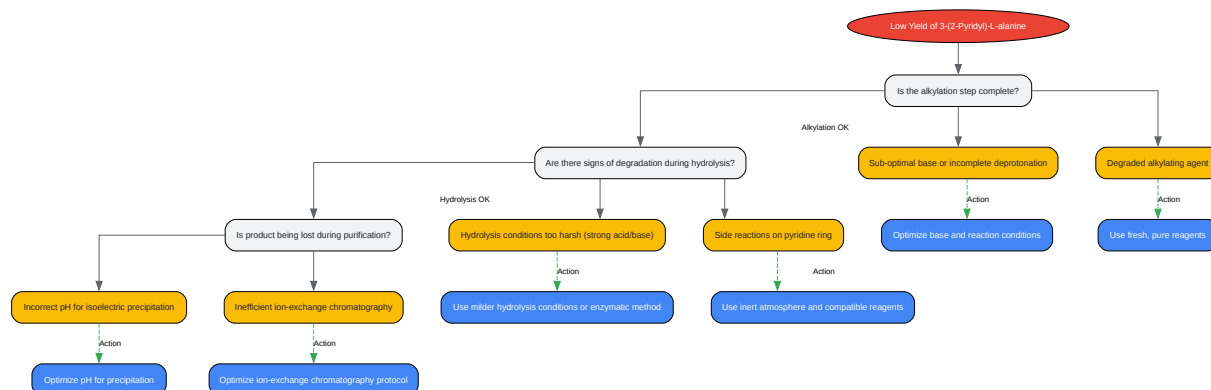 Low Yield of 3-(2-Pyridyl)-L-alanine
Is the alkylation step complete?
Alkylation OK
Are there signs of degradation during hydrolysis?
Sub-optimal base or incomplete deprotonation
Degraded alkylating agent
Hydrolysis OK
Action
Action
Is product being lost during purification?
Hydrolysis conditions too harsh (strong acid/base)
Side reactions on pyridine ring
Optimize base and reaction conditions
Use fresh, pure reagents
Action
Action
Incorrect pH for isoelectric precipitation
Inefficient ion-exchange chromatography
Use milder hydrolysis conditions or enzymatic method
Use inert atmosphere and compatible reagents
Action
Action
Optimize pH for precipitation
Optimize ion-exchange chromatography protocol